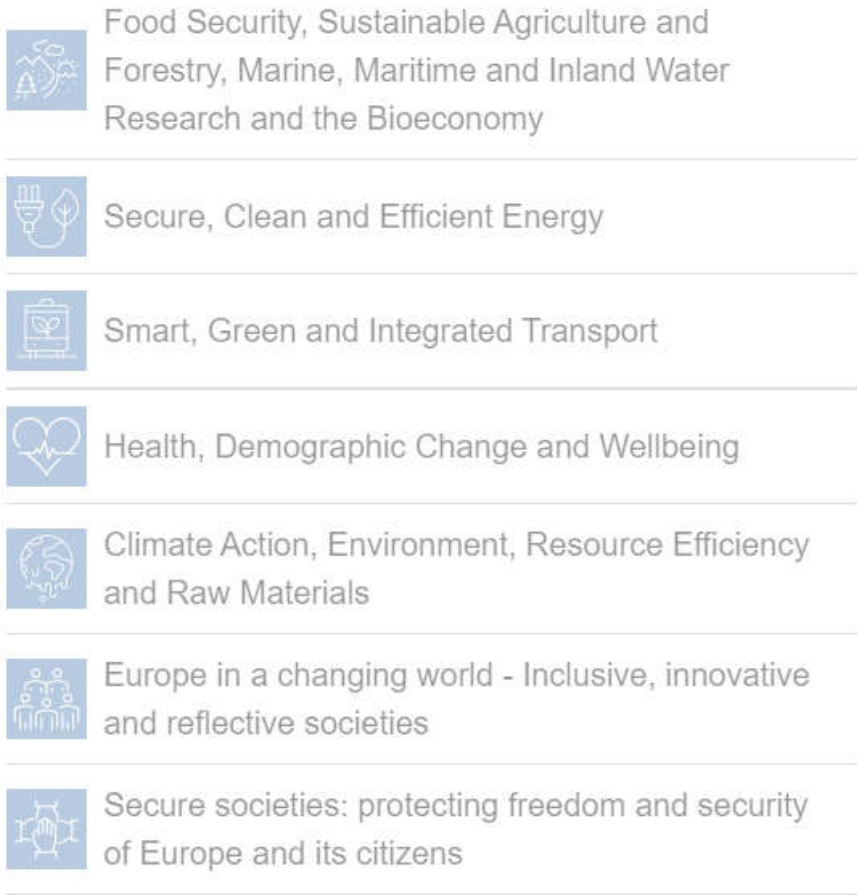 Food Security, Sustainable Agriculture and
Forestry, Marine, Maritime and Inland Water
Research and the Bioeconomy
Secure, Clean and Efficient Energy
Smart, Green and Integrated Transport
Health, Demographic Change and Wellbeing
Climate Action, Environment, Resource Efficiency
and Raw Materials
Europe in a changing world - Inclusive, innovative
and reflective societies
Secure societies: protecting freedom and security
of Europe and its citizens